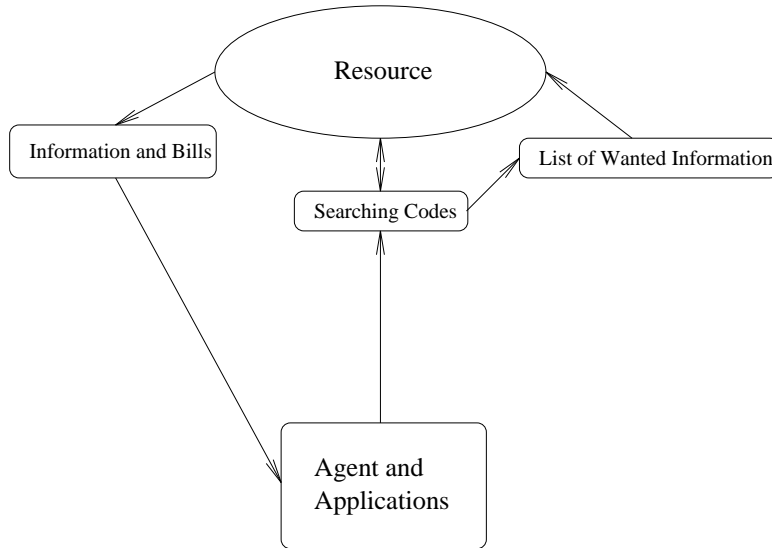 Resource
Information and Bills
List of Wanted Information
Searching Codes
Agent and
Applications